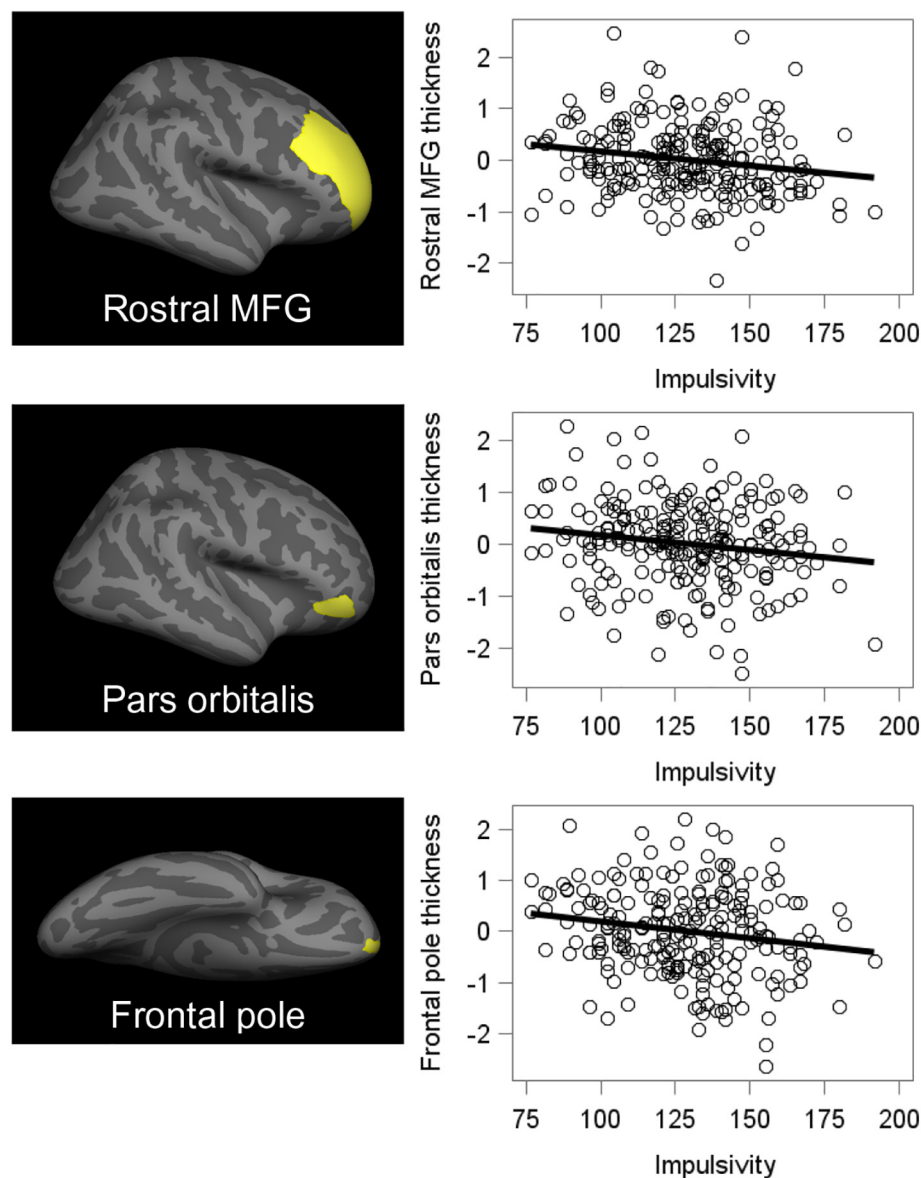 Rostral MFG
Rostral MFG thickness
2
1
0
-1
-2
75 100 125 150 175 200
Impulsivity
Pars orbitalis
Pars orbitalis thickness
2
1
0
-1
-2
75 100 125 150 175 200
Impulsivity
Frontal pole
Frontal pole thickness
2
1
0
-1
-2
75 100 125 150 175 200
Impulsivity